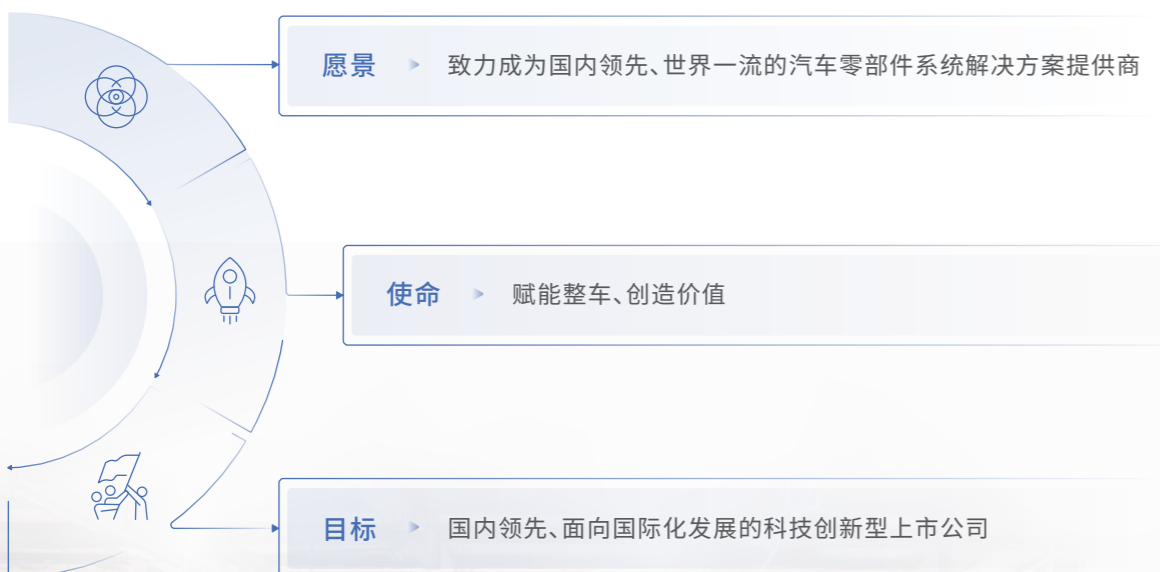 愿景 致力成为国内领先、世界一流的汽车零部件系统解决方案提供商
使命 赋能整车、创造价值
目标 国内领先、面向国际化发展的科技创新型上市公司